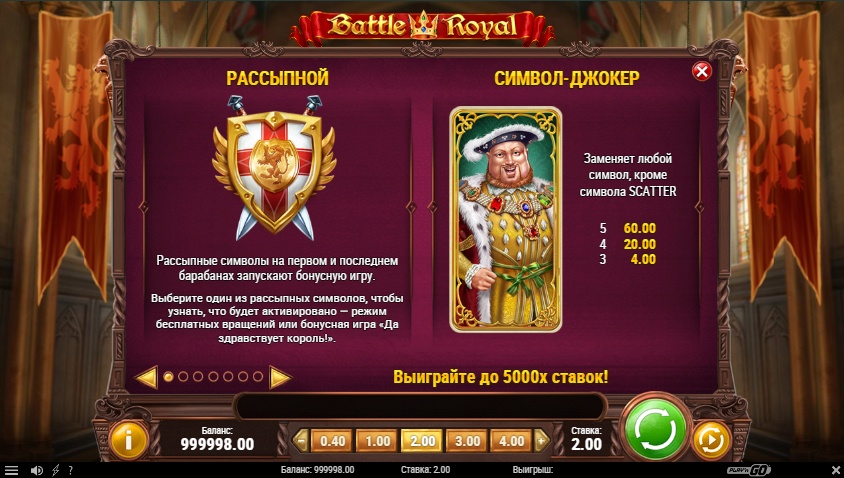 Battle Royal
РАССЫПНОЙ
Рассыпные символы на первом и последнем
барабанах запускают бонусную игру.
Выберите один из рассыпных символов, чтобы
узнать, что будет активировано — режим
бесплатных вращений или бонусная игра «Да
здравствует король!».
СИМВОЛ-ДЖОКЕР
Заменяет любой
символ, кроме
символа SCATTER
5 60.00
4 20.00
3 4.00
Выиграйте до 5000x ставок!
Баланс:
999998.00
0.40 1.00 2.00 3.00 4.00
Ставка:
2.00
Баланс: 999998.00 Ставка: 2.00 Выигрыш:
PLAY'n GO